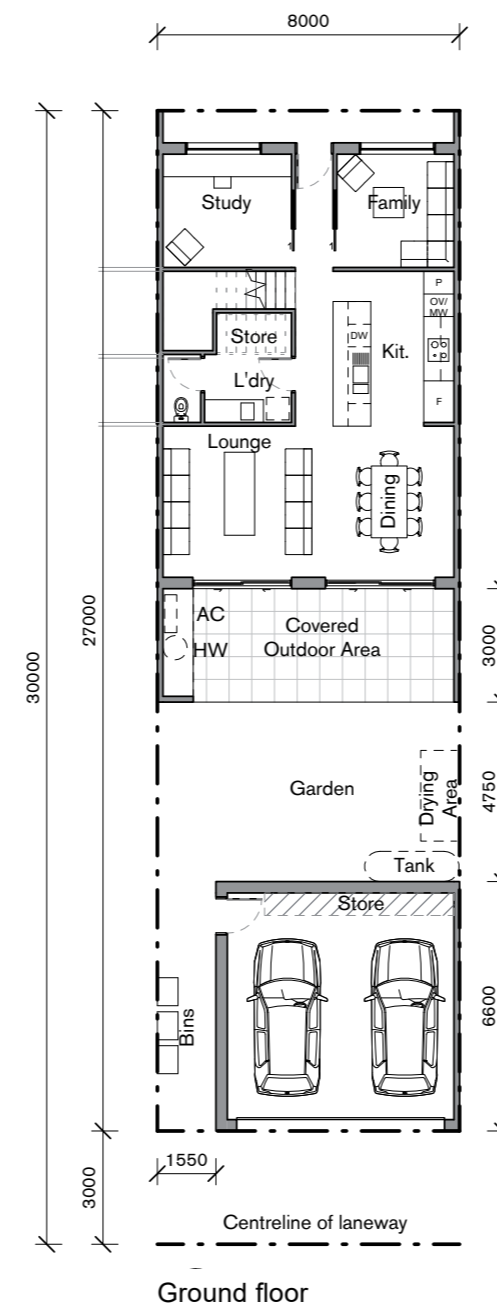 8000
Study
Family
P
OV/
MW
DW
Kit.
Store
L'dry
F
Lounge
Dining
AC
HW
Covered
Outdoor Area
3000
27000
30000
Garden
Drying
Area
4750
Tank
Store
Bins
6600
1550
3000
Centreline of laneway
Ground floor